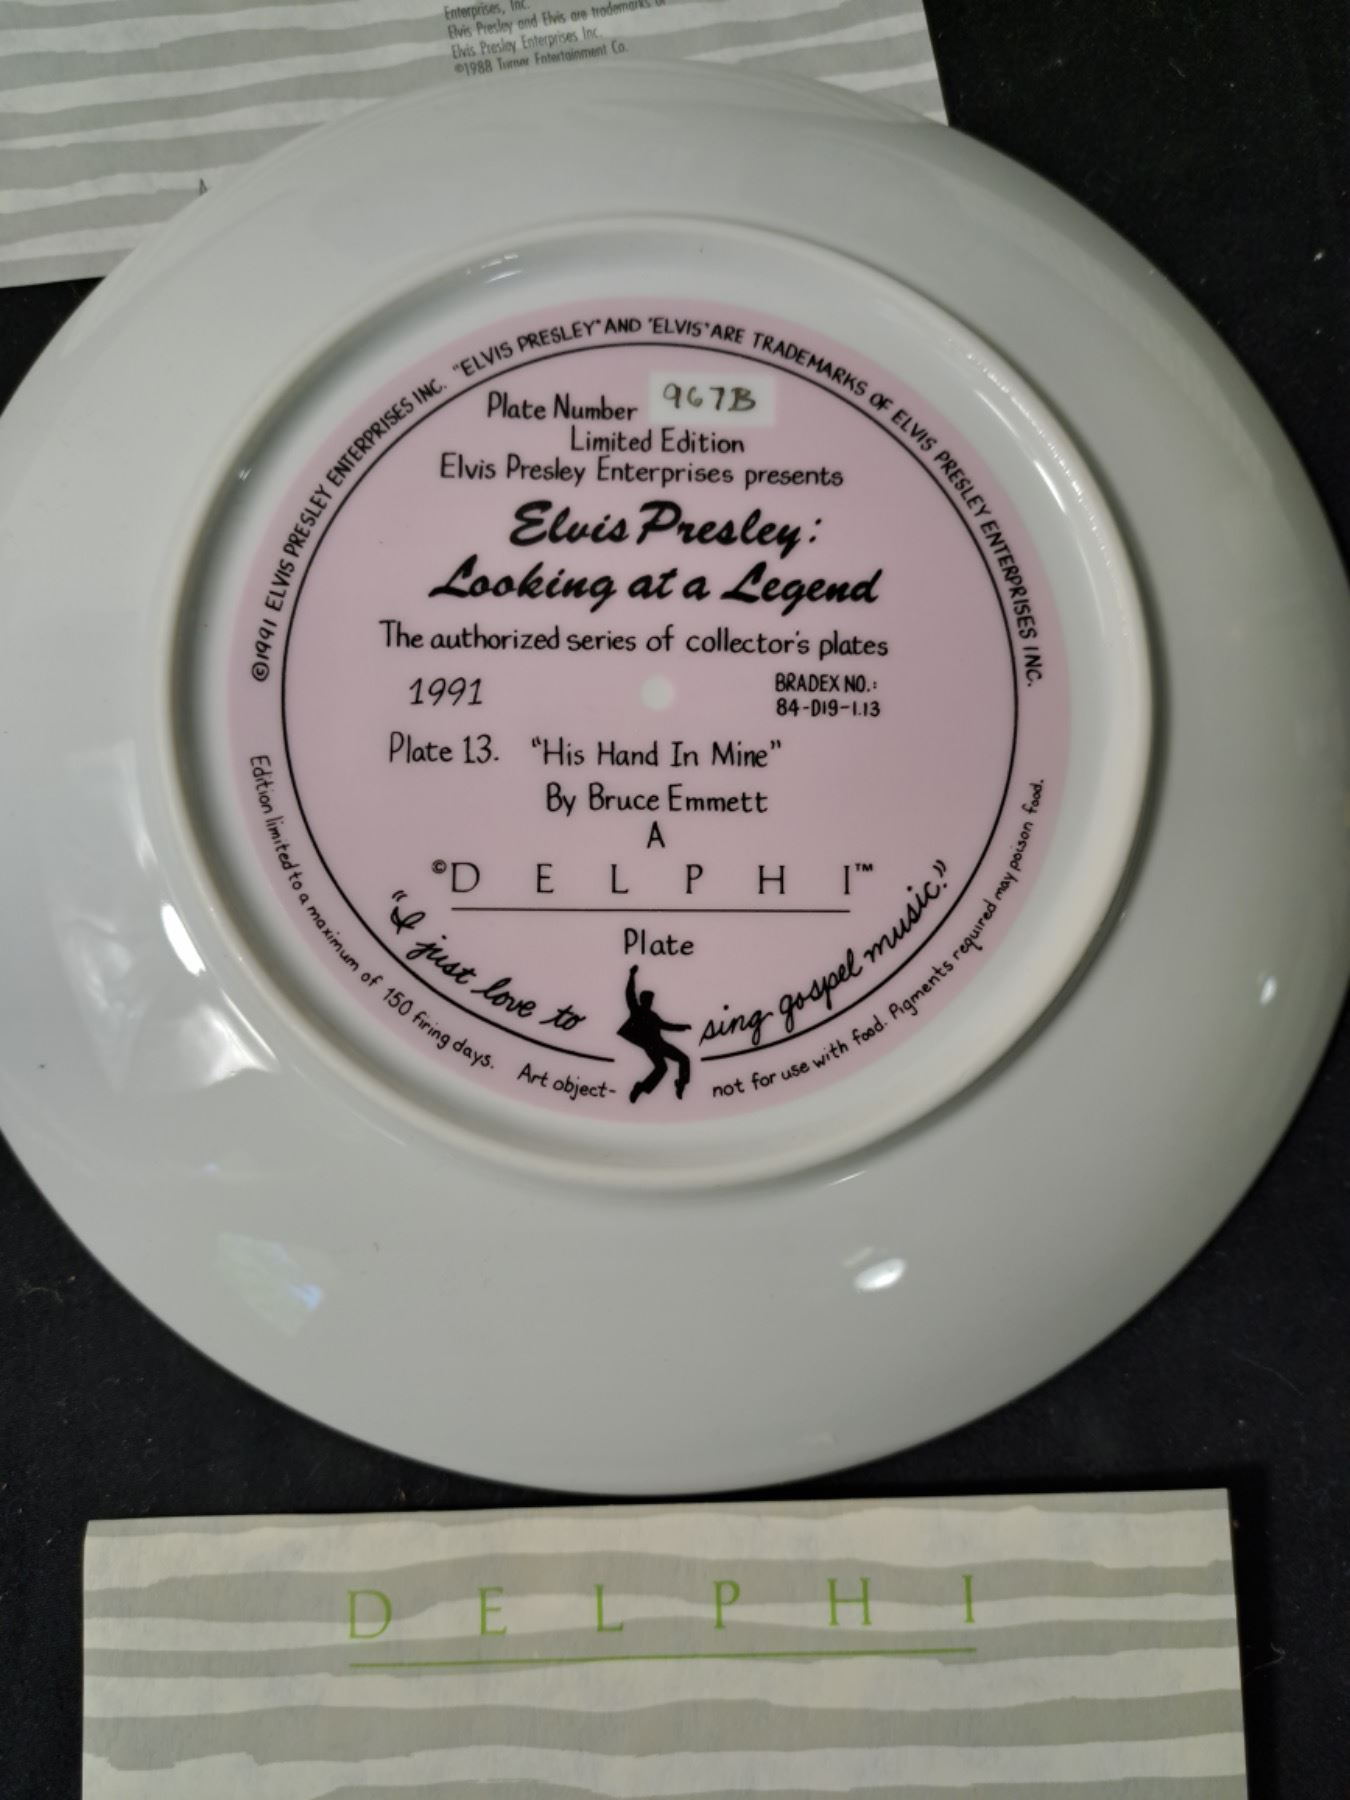 Enterprises, Inc.
Elvis Presley and Elvis are trademarks of
Elvis Presley Enterprises Inc.
©1988 Turner Entertainment Co.
A
©1991 ELVIS PRESLEY ENTERPRISES INC. "ELVIS PRESLEY" AND "ELVIS" ARE TRADEMARKS OF ELVIS PRESLEY ENTERPRISES INC.
Plate Number 967B
Limited Edition
Elvis Presley Enterprises presents
Elvis Presley:
Looking at a Legend
The authorized series of collector's plates
1991
BRADEX NO.:
84-D19-1.13
Plate 13. "His Hand In Mine"
By Bruce Emmett
A
©DELPHI™
Plate
"I just love to sing gospel music."
Edition limited to a maximum of 150 firing days. Art object- not for use with food. Pigments required may poison food.
DELPHI